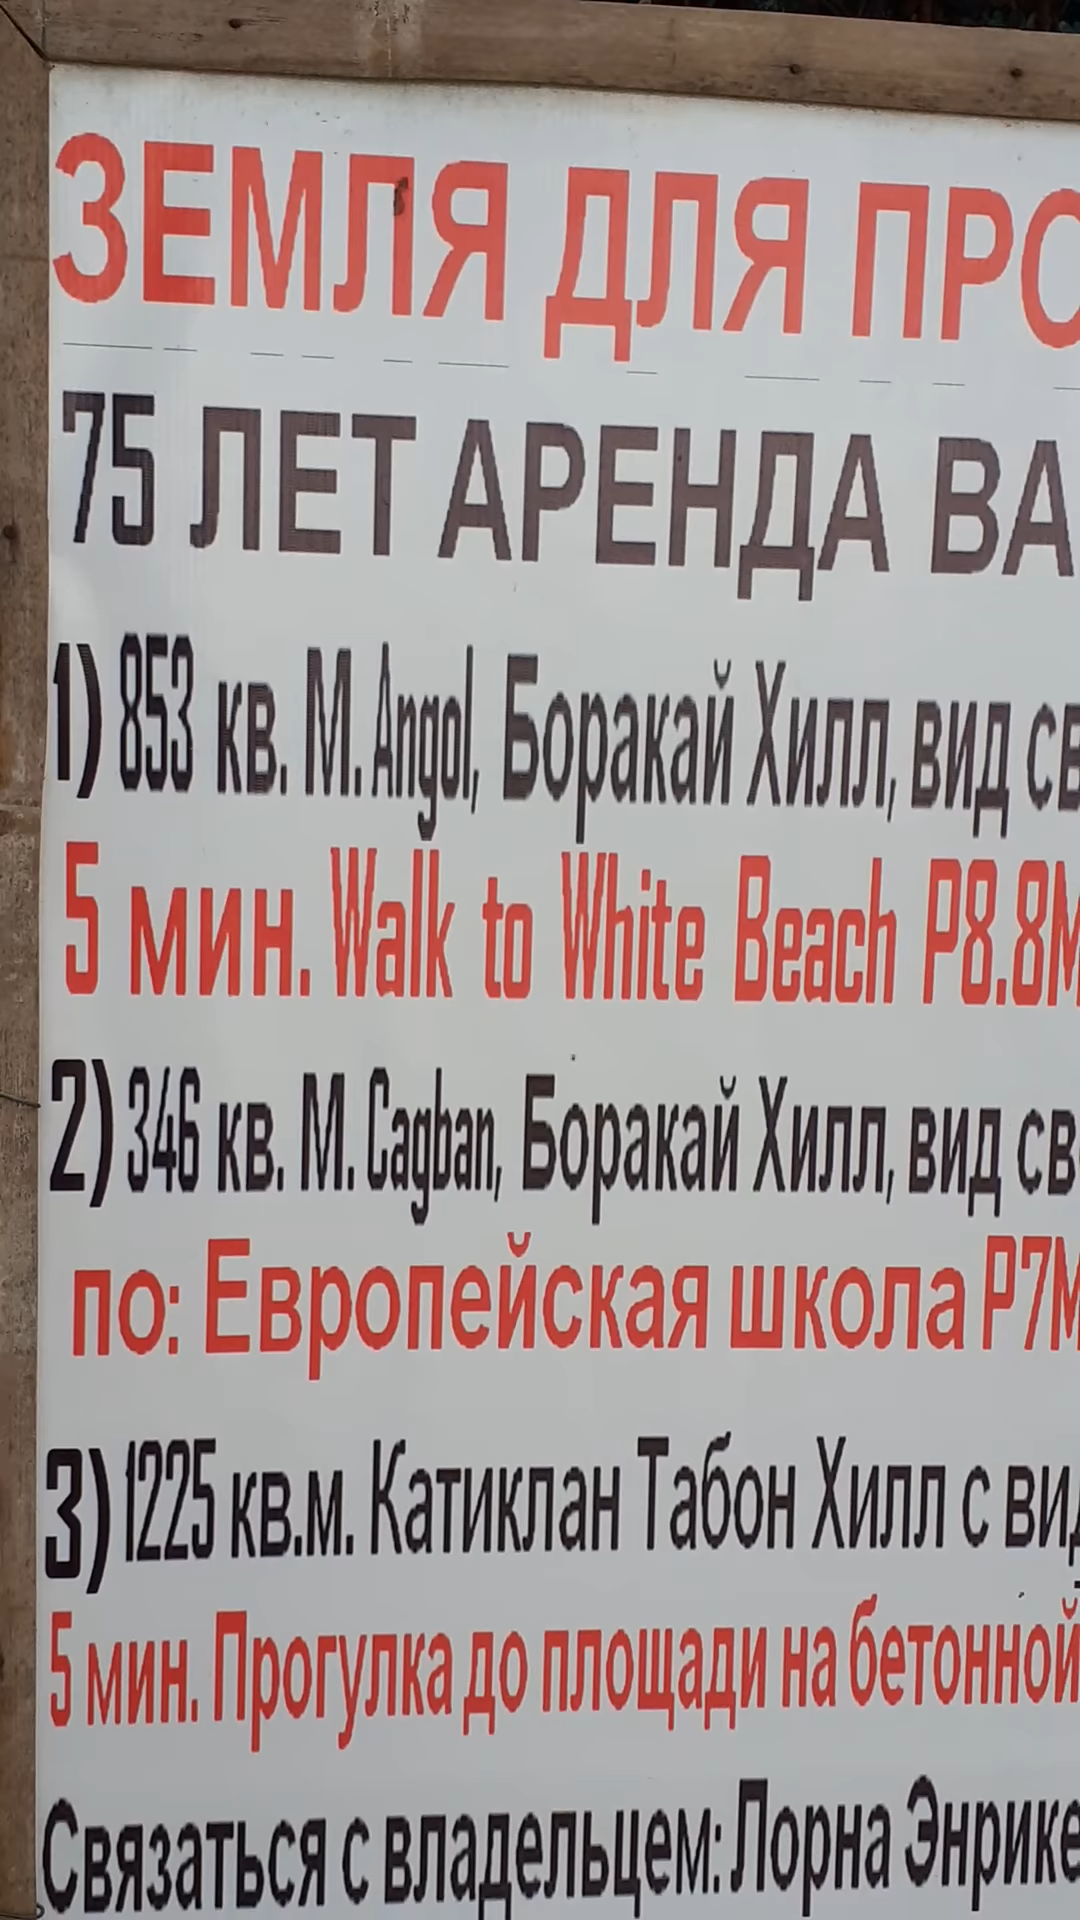 ЗЕМЛЯ ДЛЯ ПРО
75 ЛЕТ АРЕНДА ВА
1) 853 кв. М. Angol, Боракай Хилл, вид св
5 мин. Walk to White Beach P8.8M
2) 346 кв. М. Cagban, Боракай Хилл, вид св
по: Европейская школа P7M
3) 1225 кв.м. Катиклан Табон Хилл с вид
5 мин. Прогулка до площади на бетонной
Связаться с владельцем: Лорна Энрике